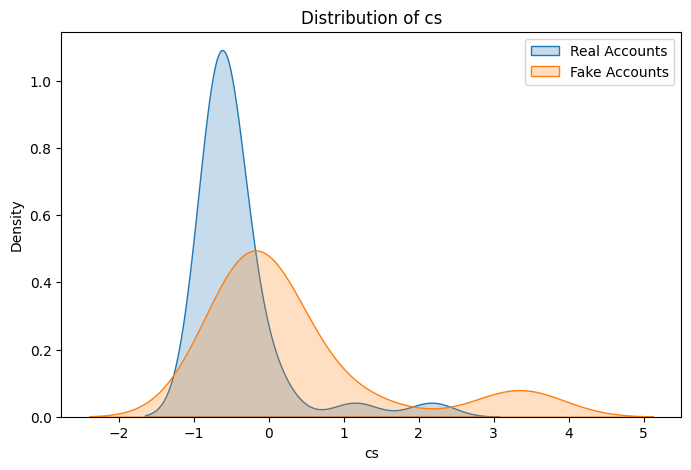 Distribution of cs
Real Accounts
Fake Accounts
Density
1.0
0.8
0.6
0.4
0.2
0.0
−2 −1 0 1 2 3 4 5
cs